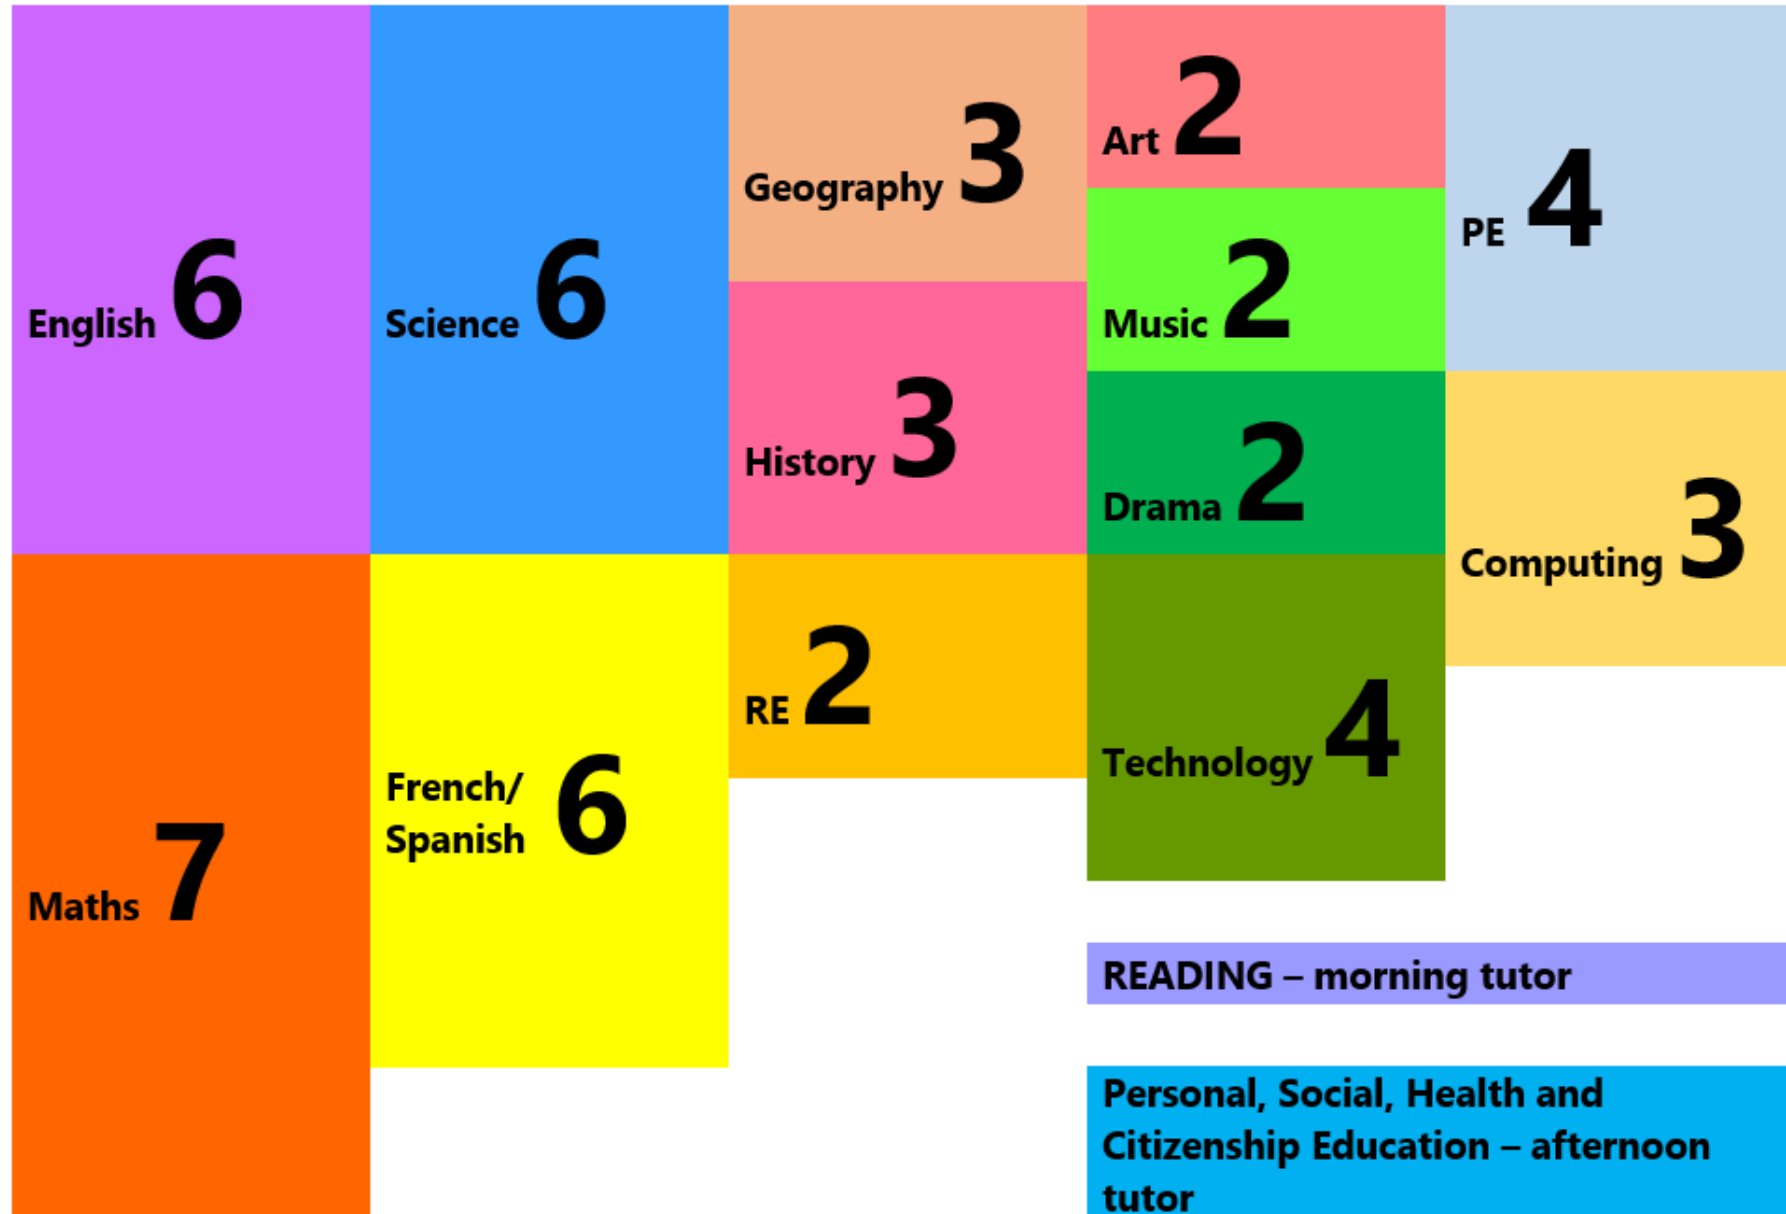 English 6
Maths 7
Science 6
French/
Spanish 6
Geography 3
History 3
RE 2
Art 2
Music 2
Drama 2
Technology 4
PE 4
Computing 3
READING – morning tutor
Personal, Social, Health and
Citizenship Education – afternoon
tutor